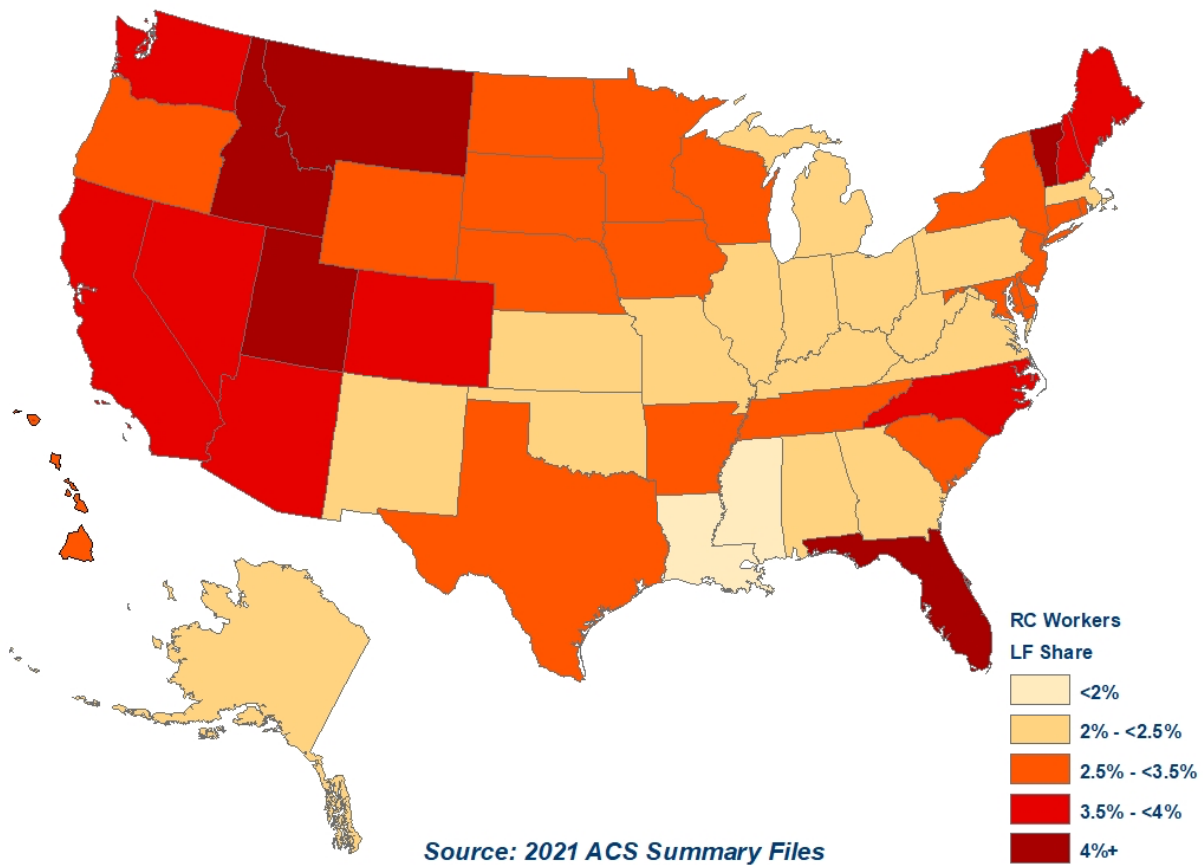 RC Workers
LF Share
<2%
2% - <2.5%
2.5% - <3.5%
3.5% - <4%
4%+
Source: 2021 ACS Summary Files